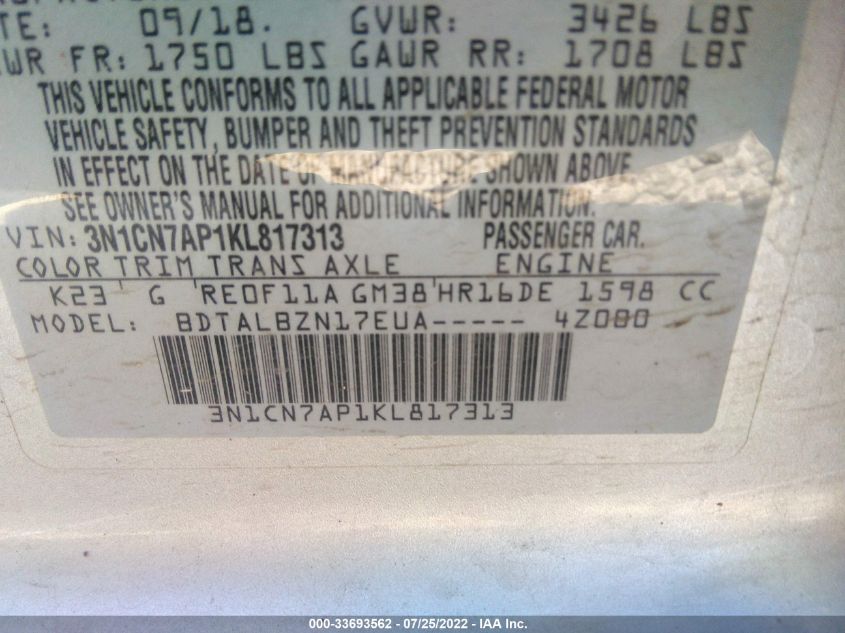 TE: 09/18. GVWR: 3426 LBS
WR FR: 1750 LBS GAWR RR: 1708 LBS
THIS VEHICLE CONFORMS TO ALL APPLICABLE FEDERAL MOTOR
VEHICLE SAFETY, BUMPER AND THEFT PREVENTION STANDARDS
IN EFFECT ON THE DATE OF MANUFACTURE SHOWN ABOVE.
SEE OWNER'S MANUAL FOR ADDITIONAL INFORMATION.
VIN: 3N1CN7AP1KL817313 PASSENGER CAR.
COLOR TRIM TRANS AXLE ENGINE
K23 G RE0F11A GM38 HR16DE 1598 CC
MODEL: BDTALBZN17EUA----- 4Z000
3N1CN7AP1KL817313
000-33693562 / 07/25/2022 - IAA Inc.